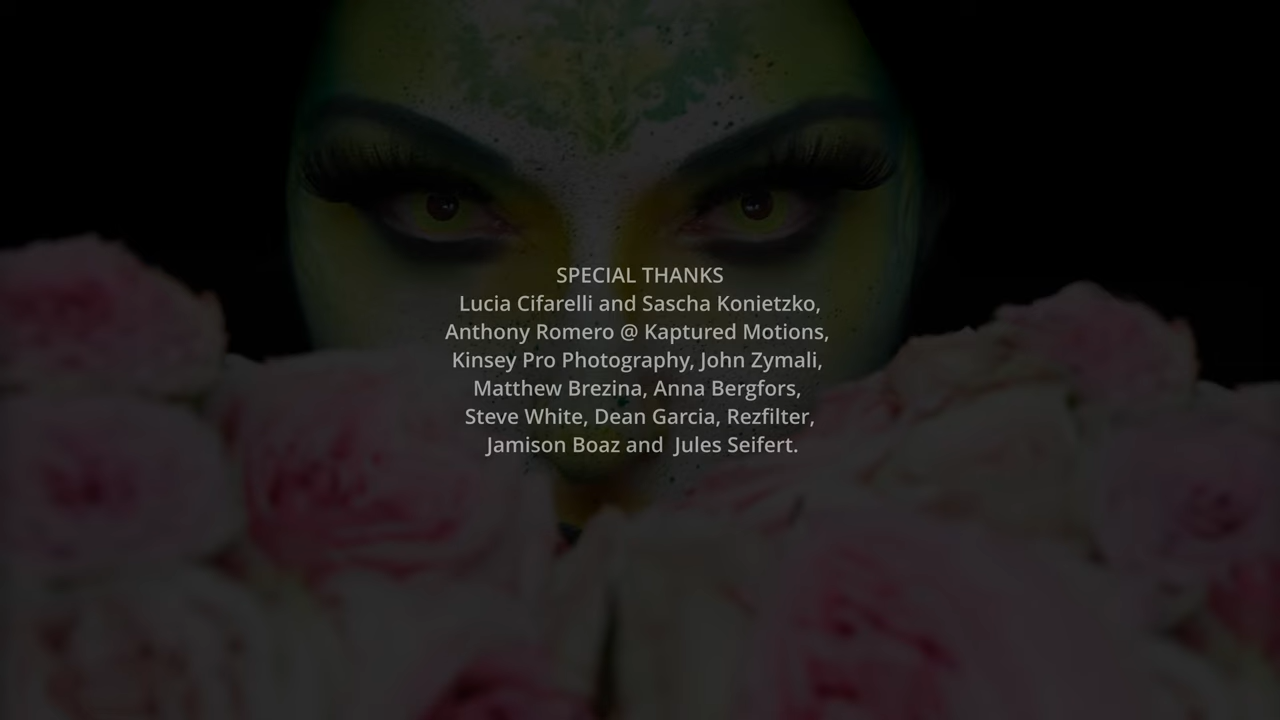 SPECIAL THANKS
Lucia Cifarelli and Sascha Konietzko,
Anthony Romero @ Kaptured Motions,
Kinsey Pro Photography, John Zymali,
Matthew Brezina, Anna Bergfors,
Steve White, Dean Garcia, Rezfilter,
Jamison Boaz and  Jules Seifert.